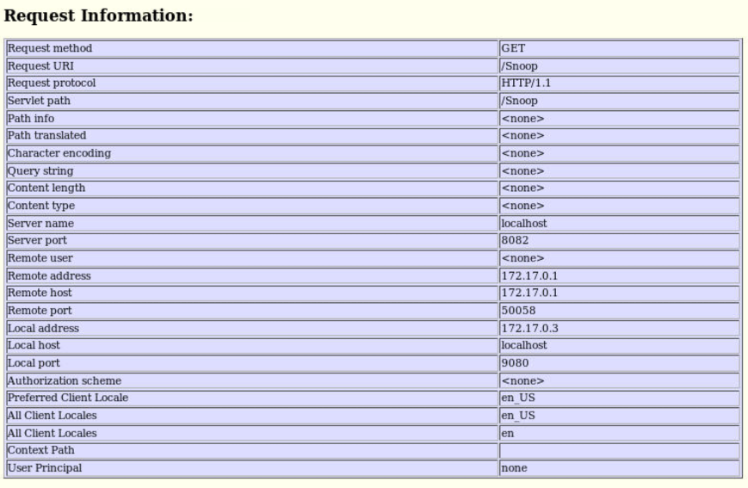 Request Information:
Request method GET
Request URI /Snoop
Request protocol HTTP/1.1
Servlet path /Snoop
Path info <none>
Path translated <none>
Character encoding <none>
Query string <none>
Content length <none>
Content type <none>
Server name localhost
Server port 8082
Remote user <none>
Remote address 172.17.0.1
Remote host 172.17.0.1
Remote port 50058
Local address 172.17.0.3
Local host localhost
Local port 9080
Authorization scheme <none>
Preferred Client Locale en_US
All Client Locales en_US
All Client Locales en
Context Path
User Principal none